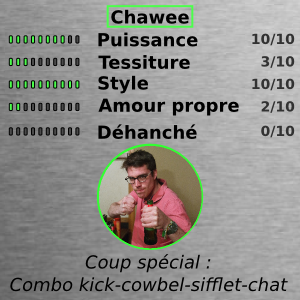 Chawee
Puissance 10/10
Tessiture 3/10
Style 10/10
Amour propre 2/10
Déhanché 0/10
Coup spécial :
Combo kick-cowbel-sifflet-chat